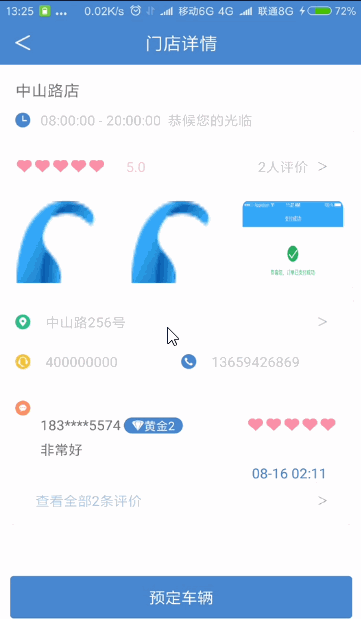 13:25 ... 0.02K/s 移动6G 4G 联通8G 72%
门店详情
中山路店
08:00:00 - 20:00:00 恭候您的光临
5.0 2人评价 >
中山路256号 >
400000000 13659426869
183****5574 黄金2
非常好
08-16 02:11
查看全部2条评价 >
预定车辆